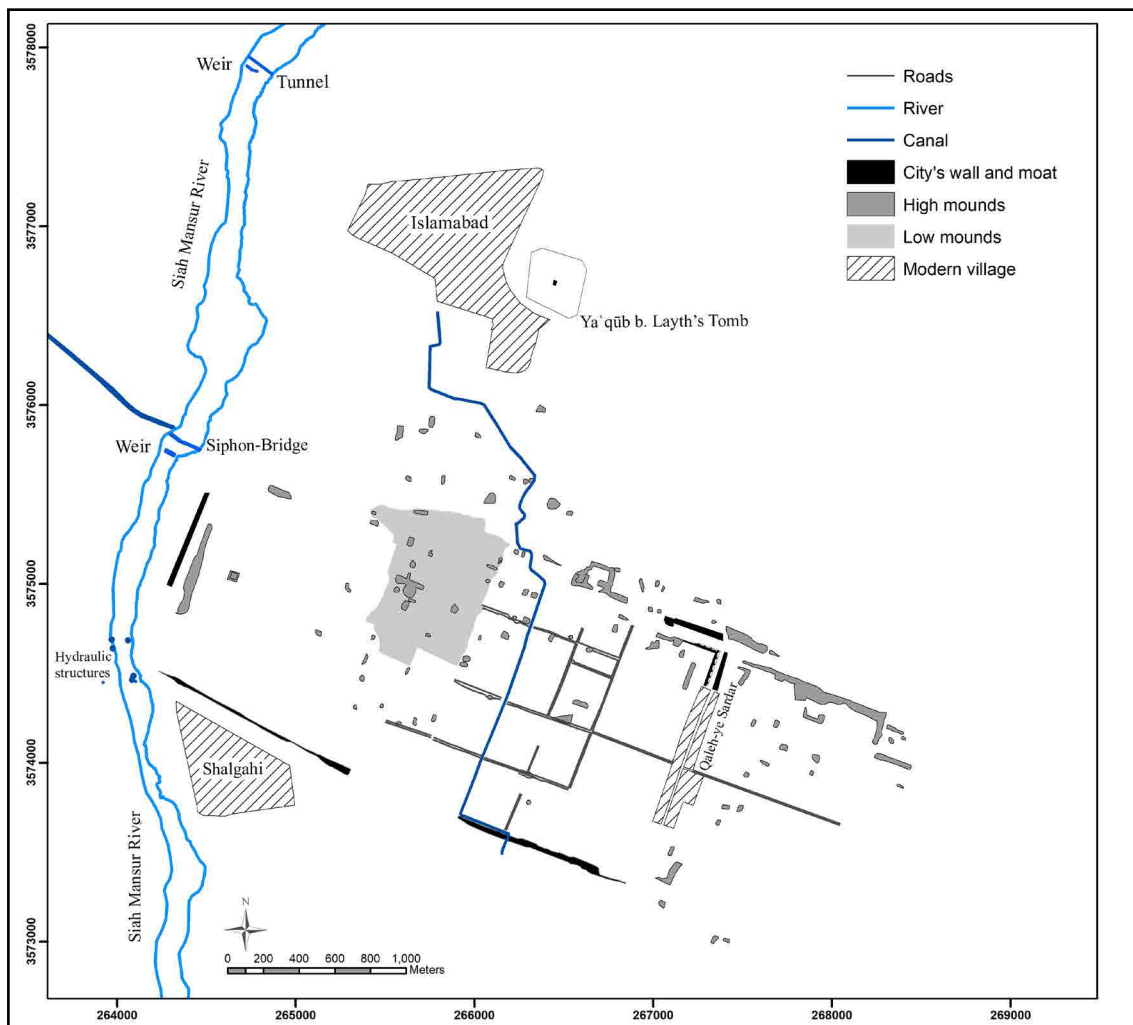 3578000
3577000
3576000
3575000
3574000
3573000
Weir
Tunnel
Siah Mansur River
Islamabad
Yaʿqūb b. Layth's Tomb
Siphon-Bridge
Weir
Hydraulic
structures
Shalgahi
Qaleh-ye Sardar
Siah Mansur River
Roads
River
Canal
City's wall and moat
High mounds
Low mounds
Modern village
N
0 200 400 600 800 1,000
Meters
264000 265000 266000 267000 268000 269000